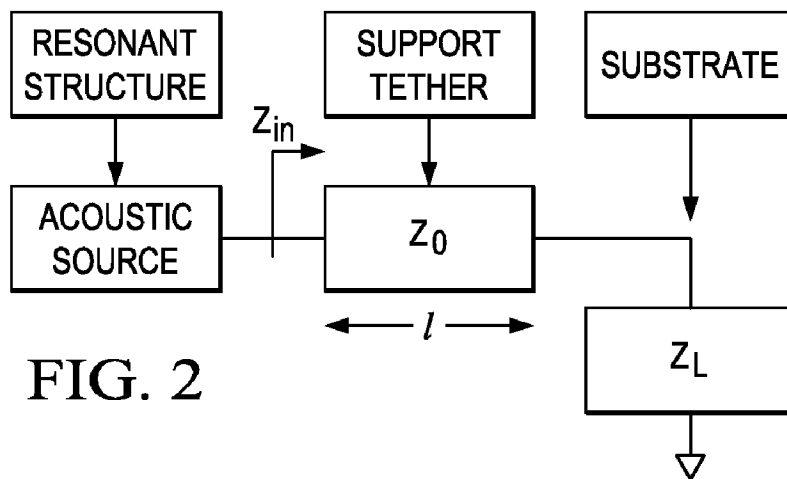 RESONANT
STRUCTURE
SUPPORT
TETHER
SUBSTRATE
Zin
ACOUSTIC
SOURCE
Z0
l
ZL
FIG. 2